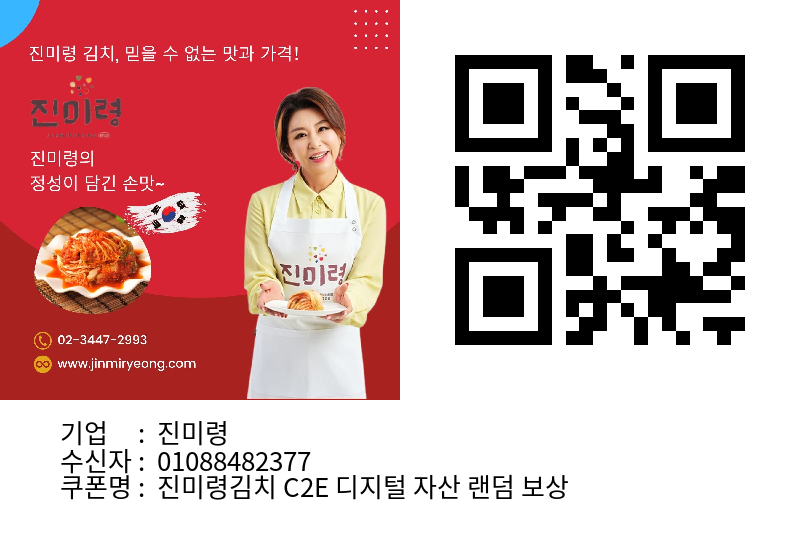 진미령 김치, 믿을 수 없는 맛과 가격!
진미령
진미령의
정성이 담긴 손맛~
진미령
02-3447-2993
www.jinmiryeong.com
기업 : 진미령
수신자 : 01088482377
쿠폰명 : 진미령김치 C2E 디지털 자산 랜덤 보상